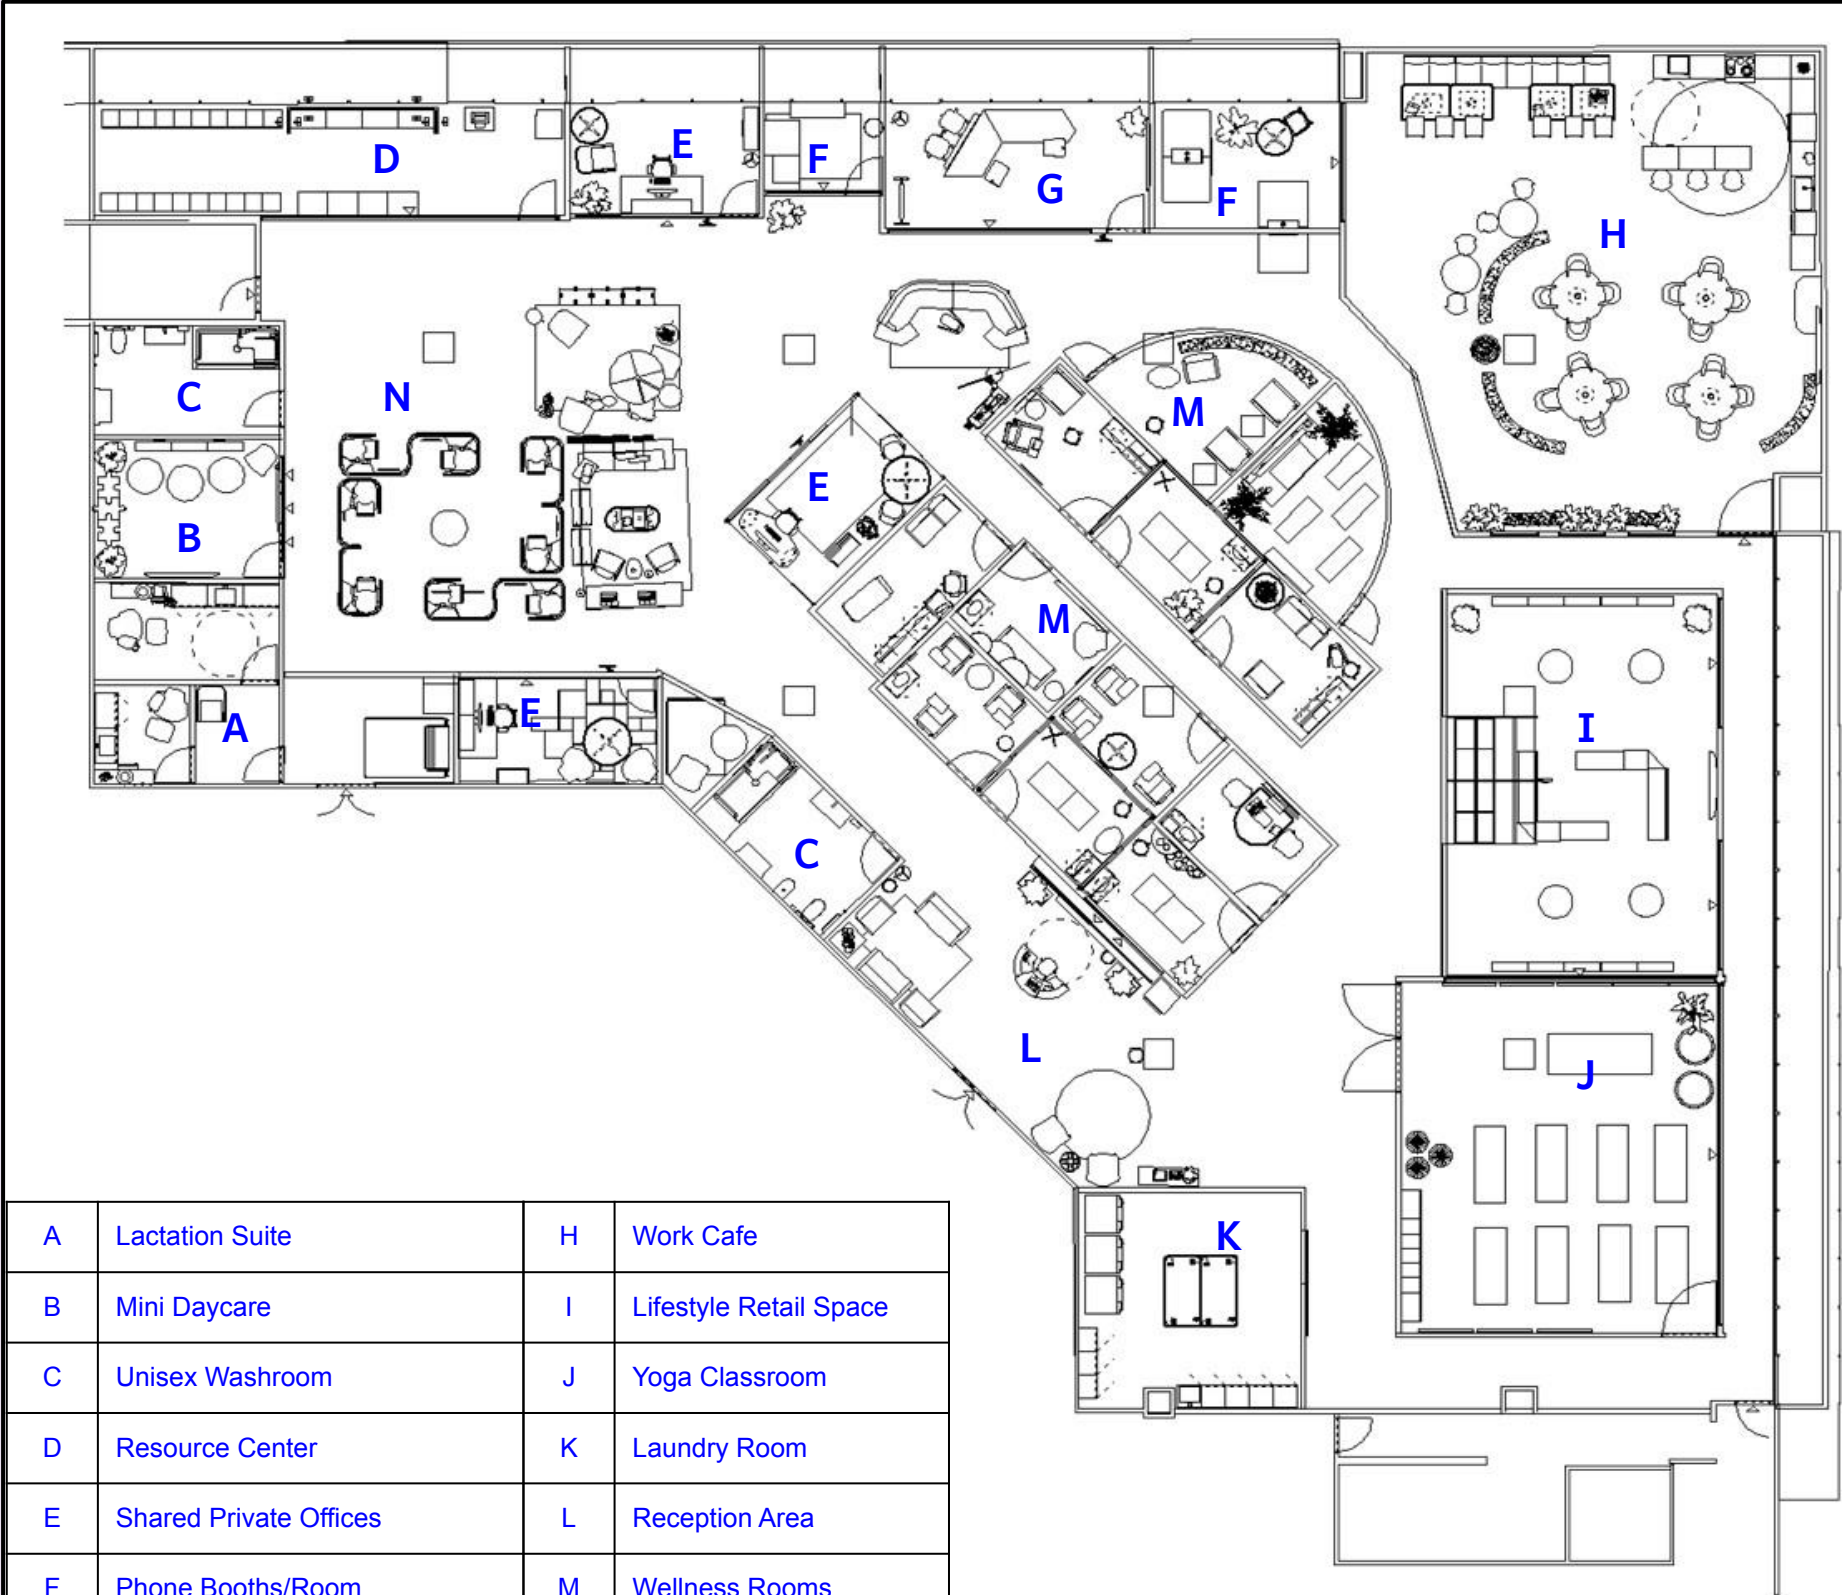 D
E
F
G
F
H
C
N
M
E
B
M
A
E
I
C
L
J
K
A Lactation Suite H Work Cafe
B Mini Daycare I Lifestyle Retail Space
C Unisex Washroom J Yoga Classroom
D Resource Center K Laundry Room
E Shared Private Offices L Reception Area
F Phone Booths/Room M Wellness Rooms